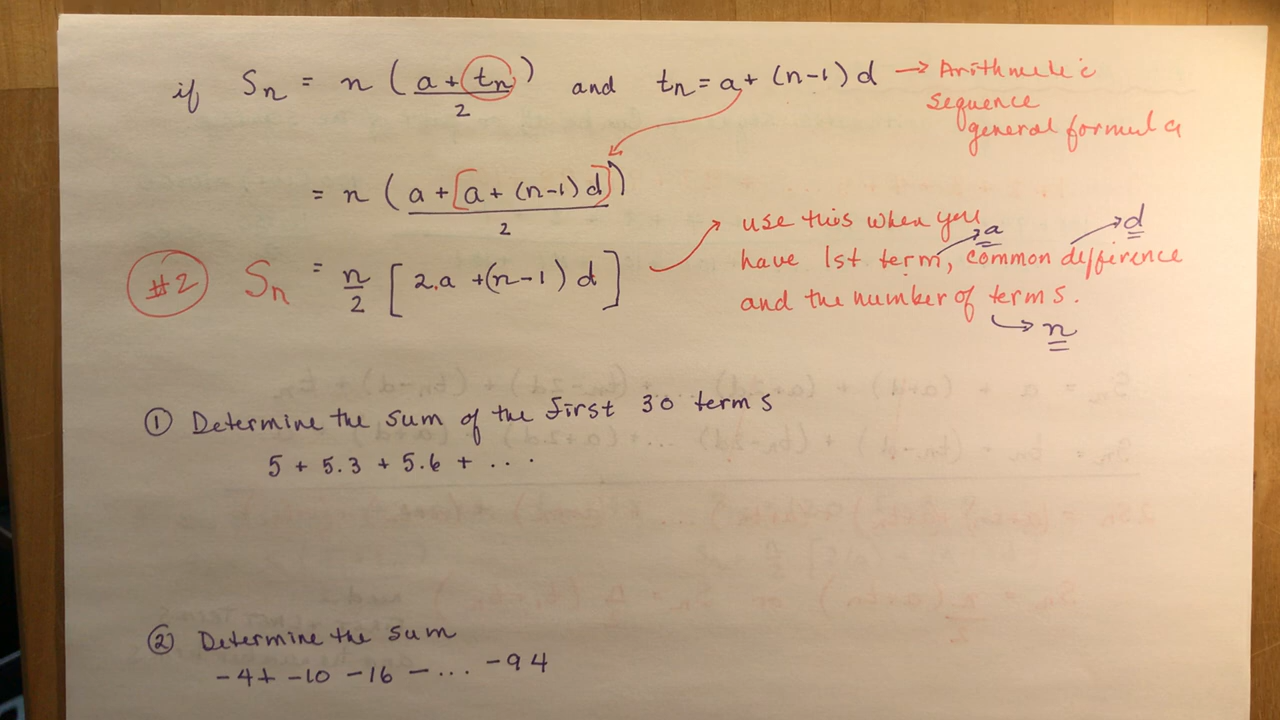 if Sn = n (a + tn / 2) and tn = a + (n-1) d → Arithmetic
sequence
general formula
= n (a + [a + (n-1) d] / 2)
#2 Sn = n/2 [2.a + (n-1) d]
use this when you
have 1st term, common difference
and the number of terms.
a
d
n
① Determine the sum of the first 30 terms
5 + 5.3 + 5.6 + ....
② Determine the sum
-4 + -10 -16 - ... -94